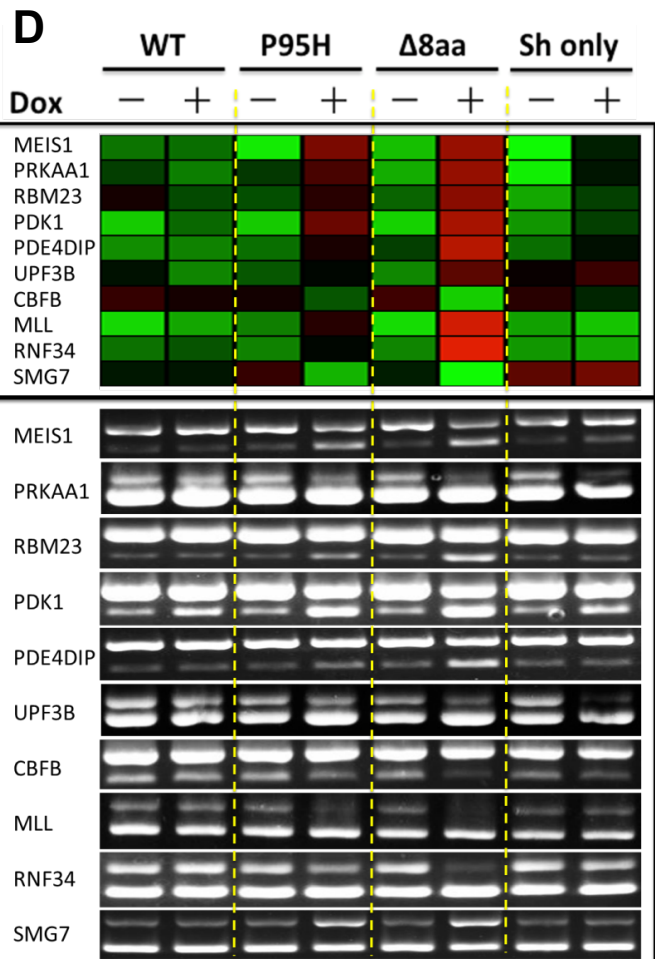 D
WT P95H Δ8aa Sh only
Dox − + − + − + − +
MEIS1
PRKAA1
RBM23
PDK1
PDE4DIP
UPF3B
CBFB
MLL
RNF34
SMG7
MEIS1
PRKAA1
RBM23
PDK1
PDE4DIP
UPF3B
CBFB
MLL
RNF34
SMG7